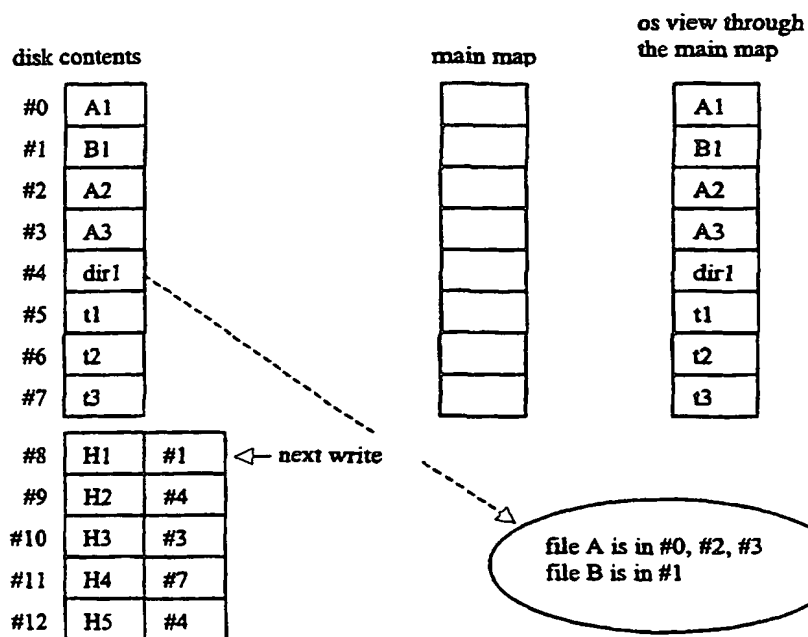 disk contents
main map
os view through
the main map
#0 A1 A1
#1 B1 B1
#2 A2 A2
#3 A3 A3
#4 dir1 dir1
#5 t1 t1
#6 t2 t2
#7 t3 t3
#8 H1 #1 next write
#9 H2 #4
#10 H3 #3
#11 H4 #7
#12 H5 #4
file A is in #0, #2, #3
file B is in #1